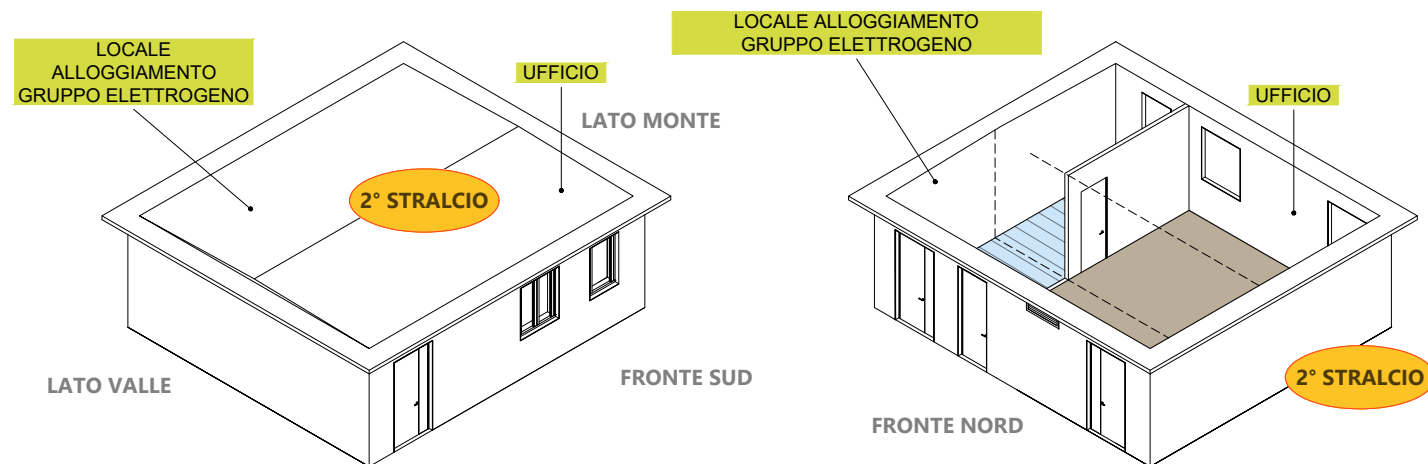 LOCALE
ALLOGGIAMENTO
GRUPPO ELETTROGENO
UFFICIO
LATO MONTE
2° STRALCIO
LATO VALLE
FRONTE SUD
LOCALE ALLOGGIAMENTO
GRUPPO ELETTROGENO
UFFICIO
2° STRALCIO
FRONTE NORD